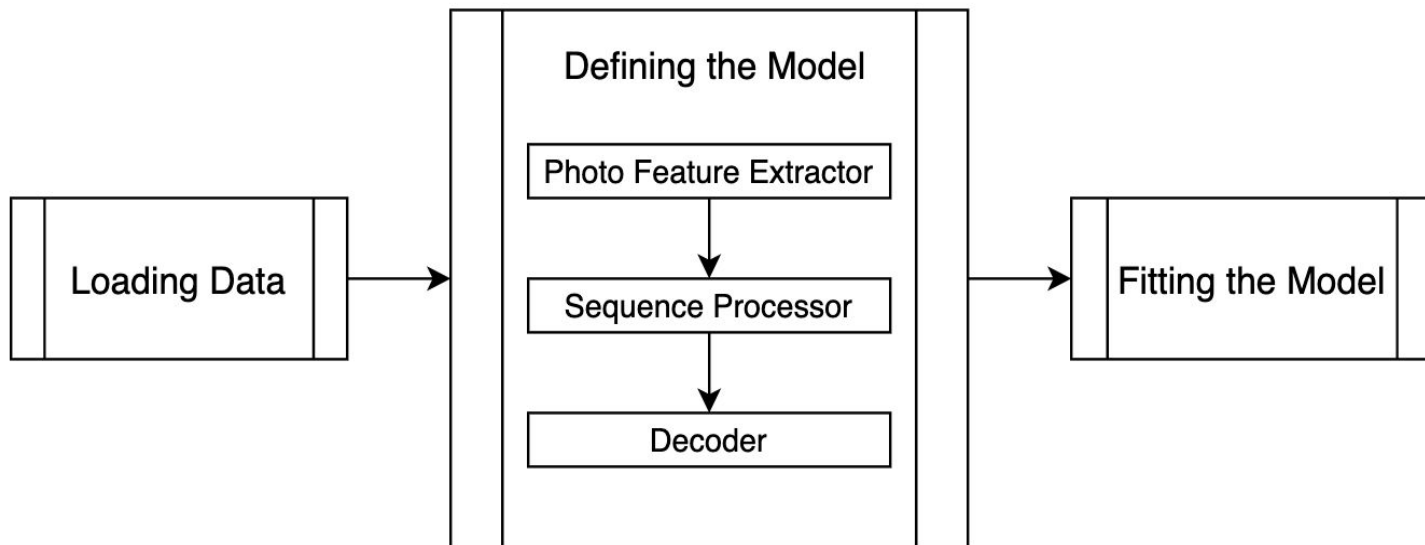 Loading Data
Defining the Model
Photo Feature Extractor
Sequence Processor
Decoder
Fitting the Model